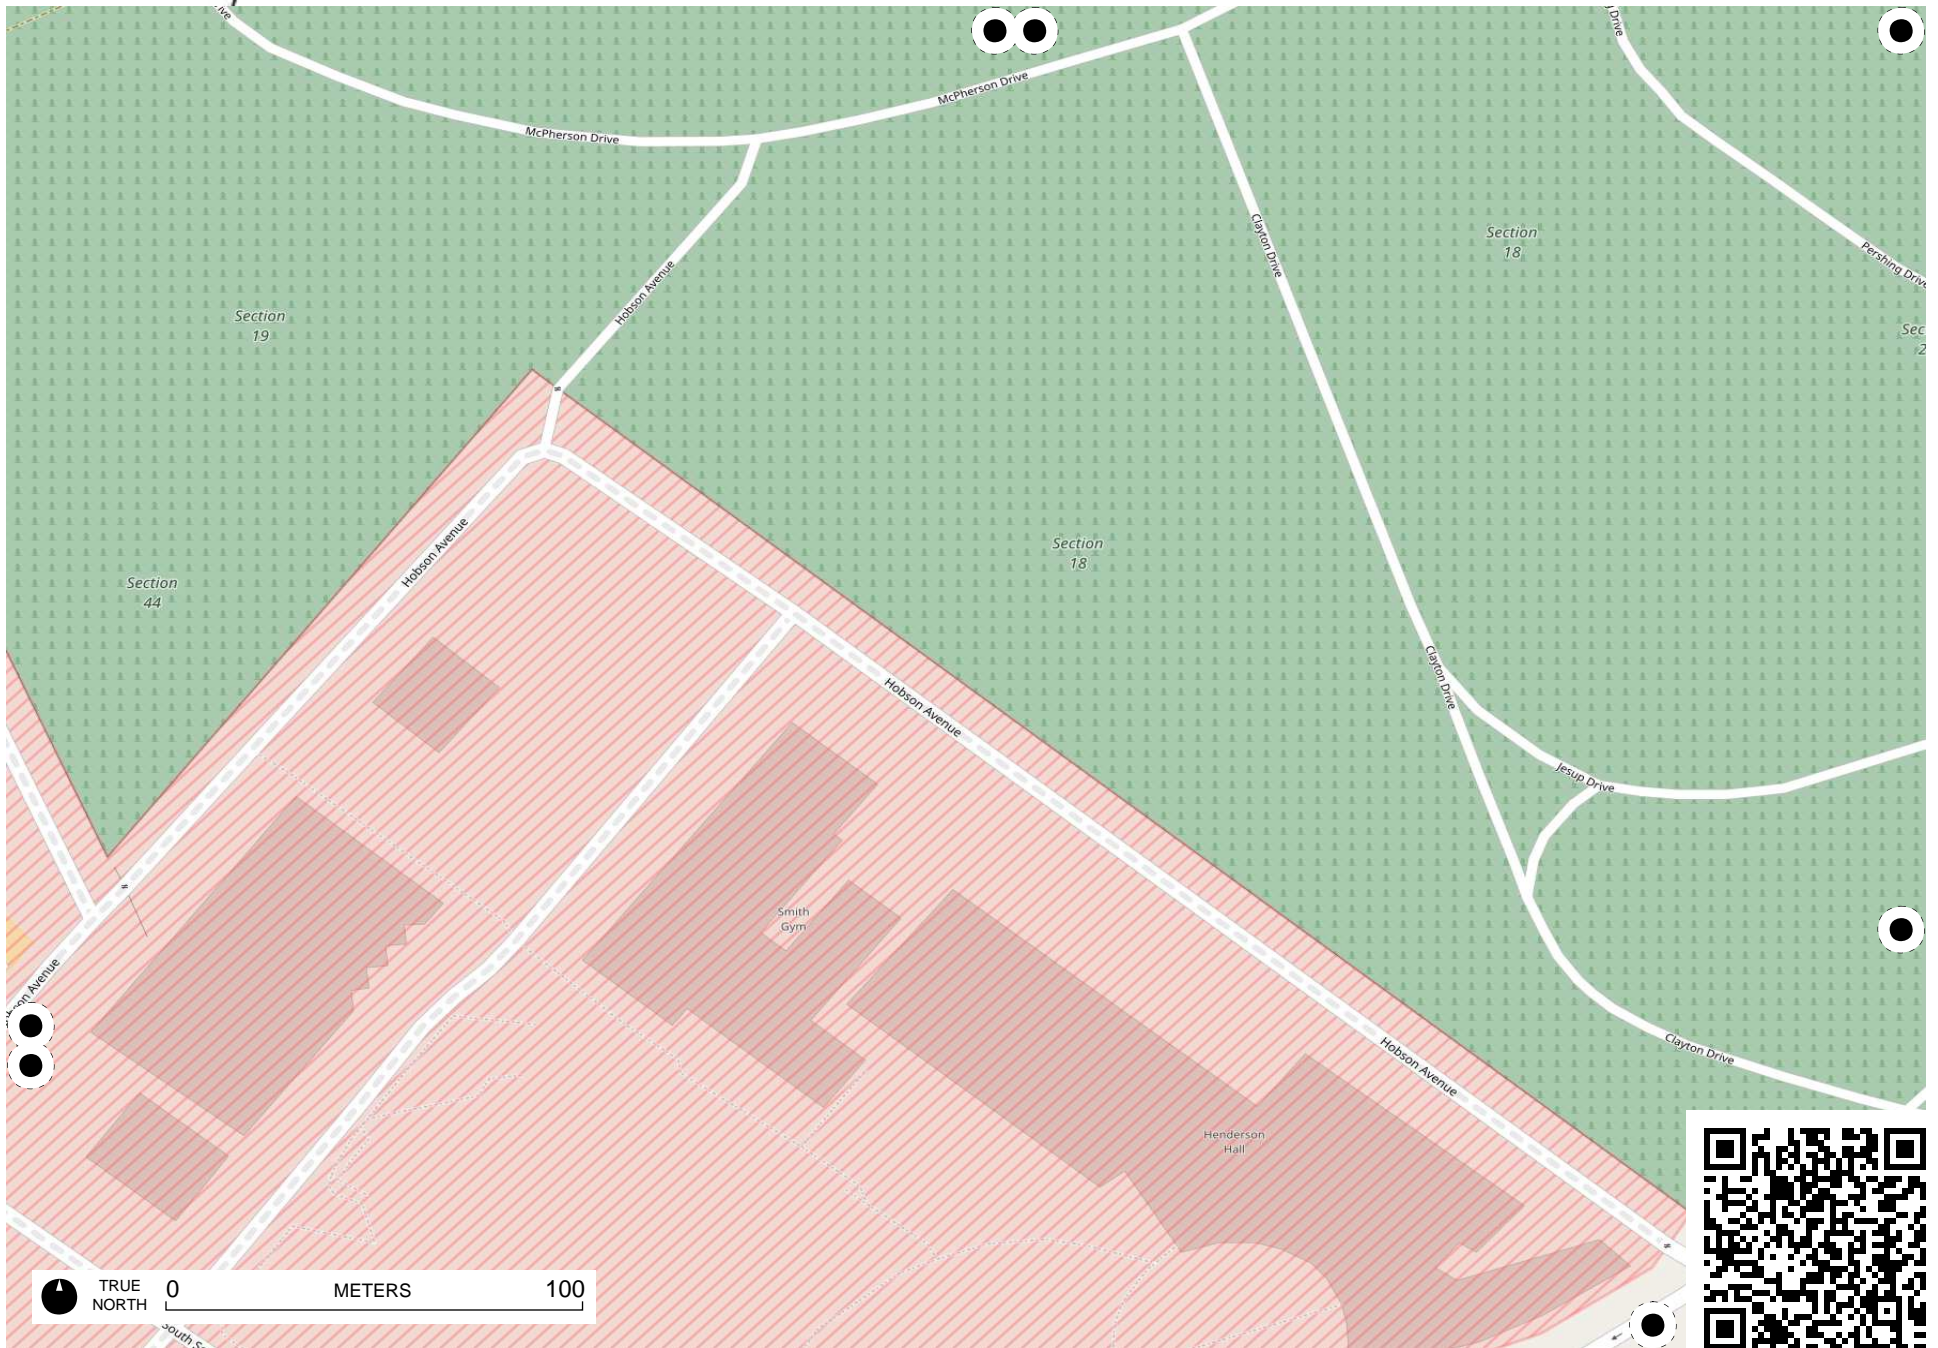 McPherson Drive
McPherson Drive
Clayton Drive
Section
18
Pershing Drive
Hobson Avenue
Section
19
Section
18
Hobson Avenue
Section
44
Clayton Drive
Hobson Avenue
Jesup Drive
Smith
Gym
Hobson Avenue
Clayton Drive
Henderson
Hall
TRUE
NORTH
0
METERS
100